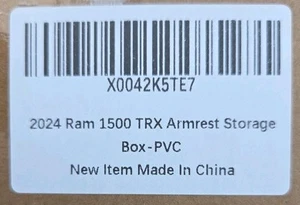 X0042K5TE7
2024 Ram 1500 TRX Armrest Storage
Box-PVC
New Item Made In China